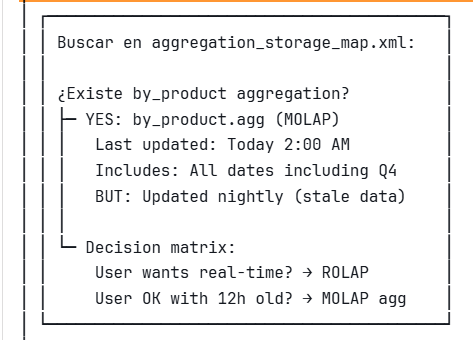 Buscar en aggregation_storage_map.xml:
¿Existe by_product aggregation?
YES: by_product.agg (MOLAP)
Last updated: Today 2:00 AM
Includes: All dates including Q4
BUT: Updated nightly (stale data)
Decision matrix:
User wants real-time? → ROLAP
User OK with 12h old? → MOLAP agg